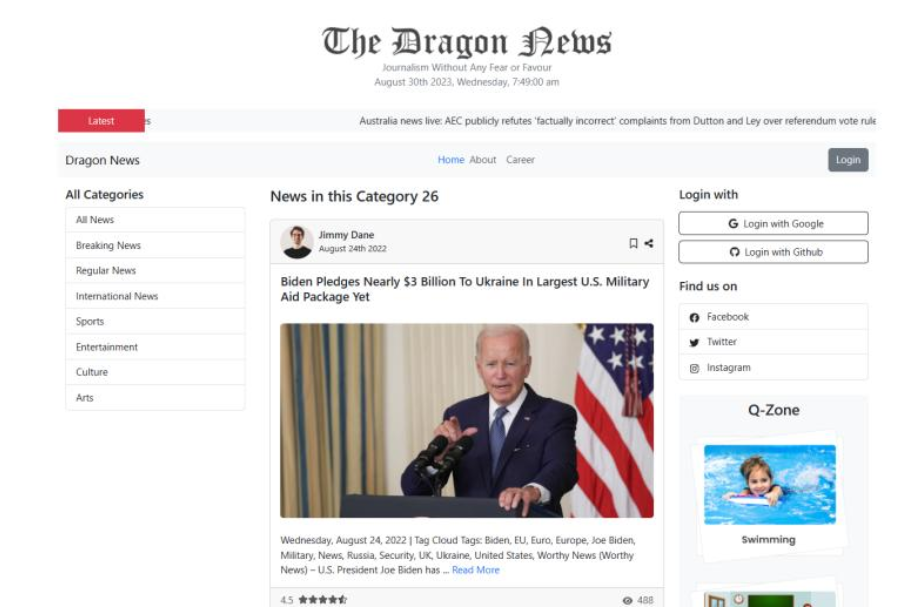 The Dragon News
Journalism Without Any Fear or Favour
August 30th 2023, Wednesday, 7:49:00 am
Latest
es
Australia news live: AEC publicly refutes 'factually incorrect' complaints from Dutton and Ley over referendum vote rule
Dragon News
Home About Career
Login
All Categories
All News
Breaking News
Regular News
International News
Sports
Entertainment
Culture
Arts
News in this Category 26
Jimmy Dane
August 24th 2022
Biden Pledges Nearly $3 Billion To Ukraine In Largest U.S. Military
Aid Package Yet
Wednesday, August 24, 2022 | Tag Cloud Tags: Biden, EU, Euro, Europe, Joe Biden,
Military, News, Russia, Security, UK, Ukraine, United States, Worthy News (Worthy
News) – U.S. President Joe Biden has ... Read More
4.5
488
Login with
Login with Google
Login with Github
Find us on
Facebook
Twitter
Instagram
Q-Zone
Swimming